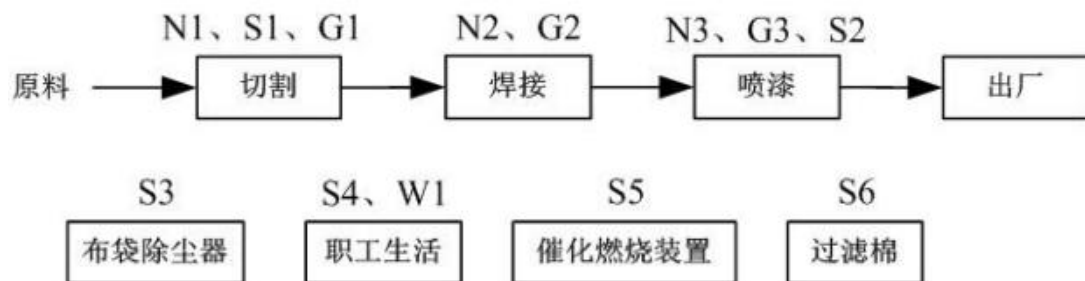 N1、S1、G1 N2、G2 N3、G3、S2
原料 切割 焊接 喷漆 出厂
S3 S4、W1 S5 S6
布袋除尘器 职工生活 催化燃烧装置 过滤棉